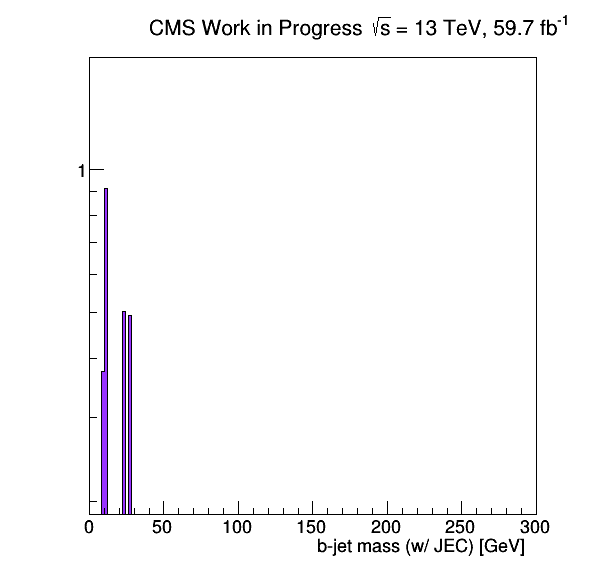 CMS Work in Progress √s = 13 TeV, 59.7 fb⁻¹
1
0 50 100 150 200 250 300
b-jet mass (w/ JEC) [GeV]